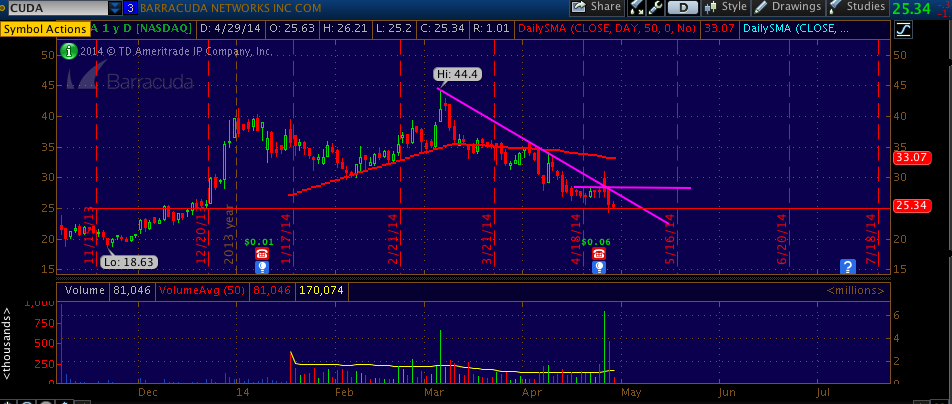 CUDA 3 BARRACUDA NETWORKS INC COM Share D Style Drawings Studies 25.34
Symbol Actions A 1 y D [NASDAQ] D: 4/29/14 O: 25.63 H: 26.21 L: 25.2 C: 25.34 R: 1.01 DailySMA (CLOSE, DAY, 50, 0, No) 33.07 DailySMA (CLOSE, ...
2014 © TD Ameritrade IP Company, Inc.
Barracuda
Hi: 44.4
50 50
45 45
40 40
35 35
33.07
30 30
25.34
20 20
15 15
Lo: 18.63
12/20/13
2013 year
1/17/14
2/21/14
3/21/14
4/18/14
5/16/14
6/20/14
7/18/14
$0.01
$0.06
?
Volume 81,046 VolumeAvg (50) 81,046 170,074 <millions>
<thousands>
1,000
750
500
250
0
6
4
2
0
Dec 14 Feb Mar Apr May Jun Jul